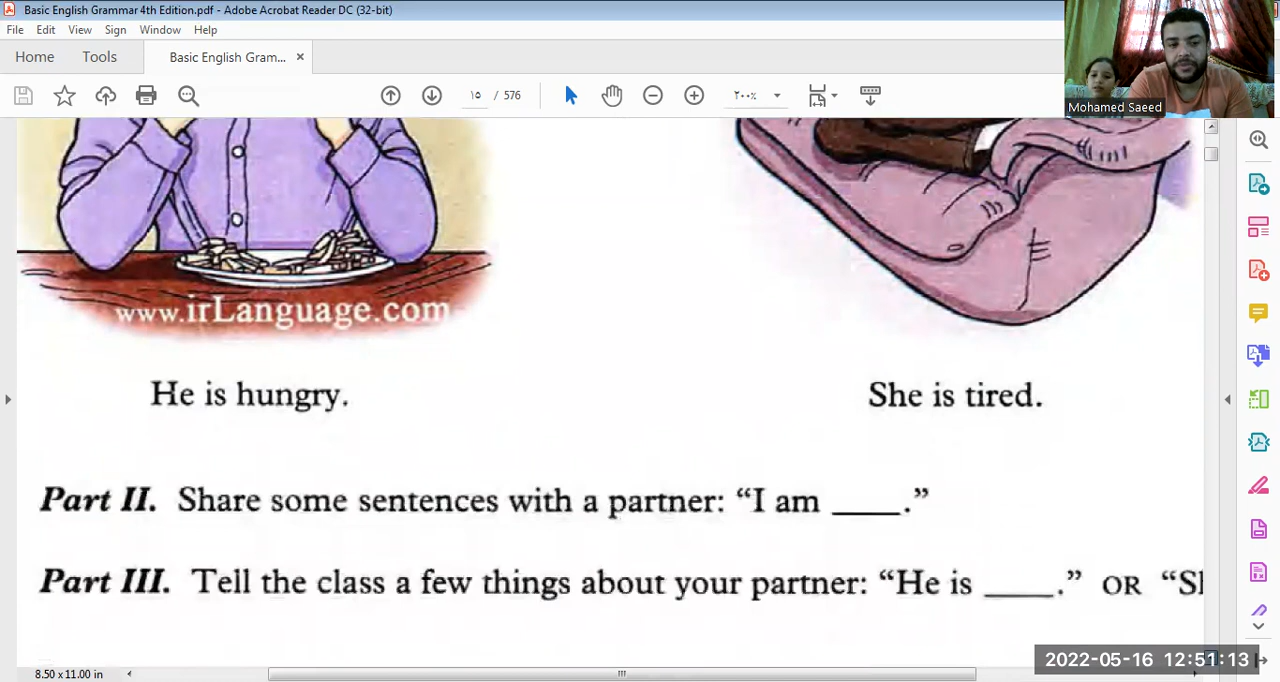 Basic English Grammar 4th Edition.pdf - Adobe Acrobat Reader DC (32-bit)
File Edit View Sign Window Help
Home Tools Basic English Gram... ×
١٥ / 576 ٢٠٠%
Mohamed Saeed
www.irLanguage.com
He is hungry. She is tired.
Part II. Share some sentences with a partner: “I am ____.”
Part III. Tell the class a few things about your partner: “He is ____.” OR “Sl
2022-05-16 12:51:13
8.50 x 11.00 in